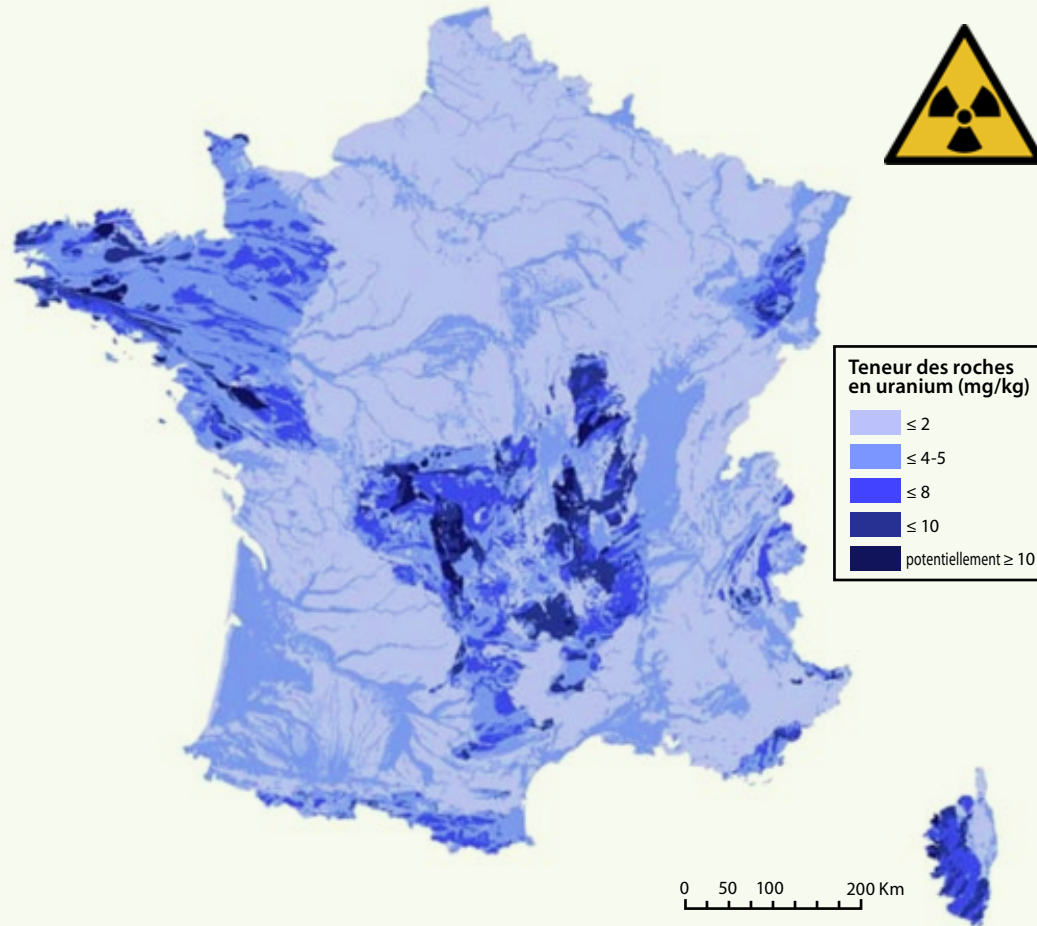 Teneur des roches
en uranium (mg/kg)
≤ 2
≤ 4-5
≤ 8
≤ 10
potentiellement ≥ 10
0 50 100 200 Km